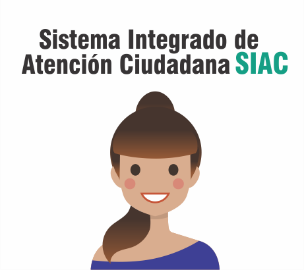 Sistema Integrado de
Atención Ciudadana SIAC